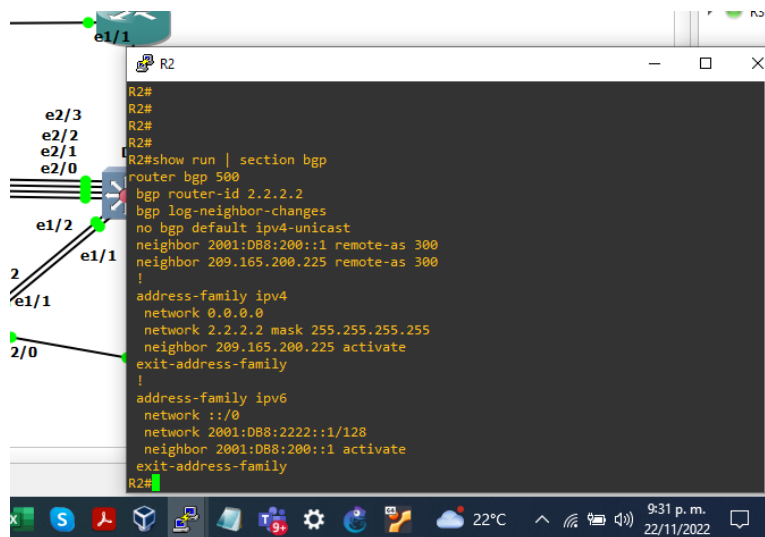 e1/1
R3
R2
e2/3
e2/2
e2/1
e2/0
D
e1/2
e1/1
2
e1/1
2/0
R2#
R2#
R2#
R2#
R2#show run | section bgp
router bgp 500
bgp router-id 2.2.2.2
bgp log-neighbor-changes
no bgp default ipv4-unicast
neighbor 2001:DB8:200::1 remote-as 300
neighbor 209.165.200.225 remote-as 300
!
address-family ipv4
network 0.0.0.0
network 2.2.2.2 mask 255.255.255.255
neighbor 209.165.200.225 activate
exit-address-family
!
address-family ipv6
network ::/0
network 2001:DB8:2222::1/128
neighbor 2001:DB8:200::1 activate
exit-address-family
R2#
9+
22°C
9:31 p. m.
22/11/2022